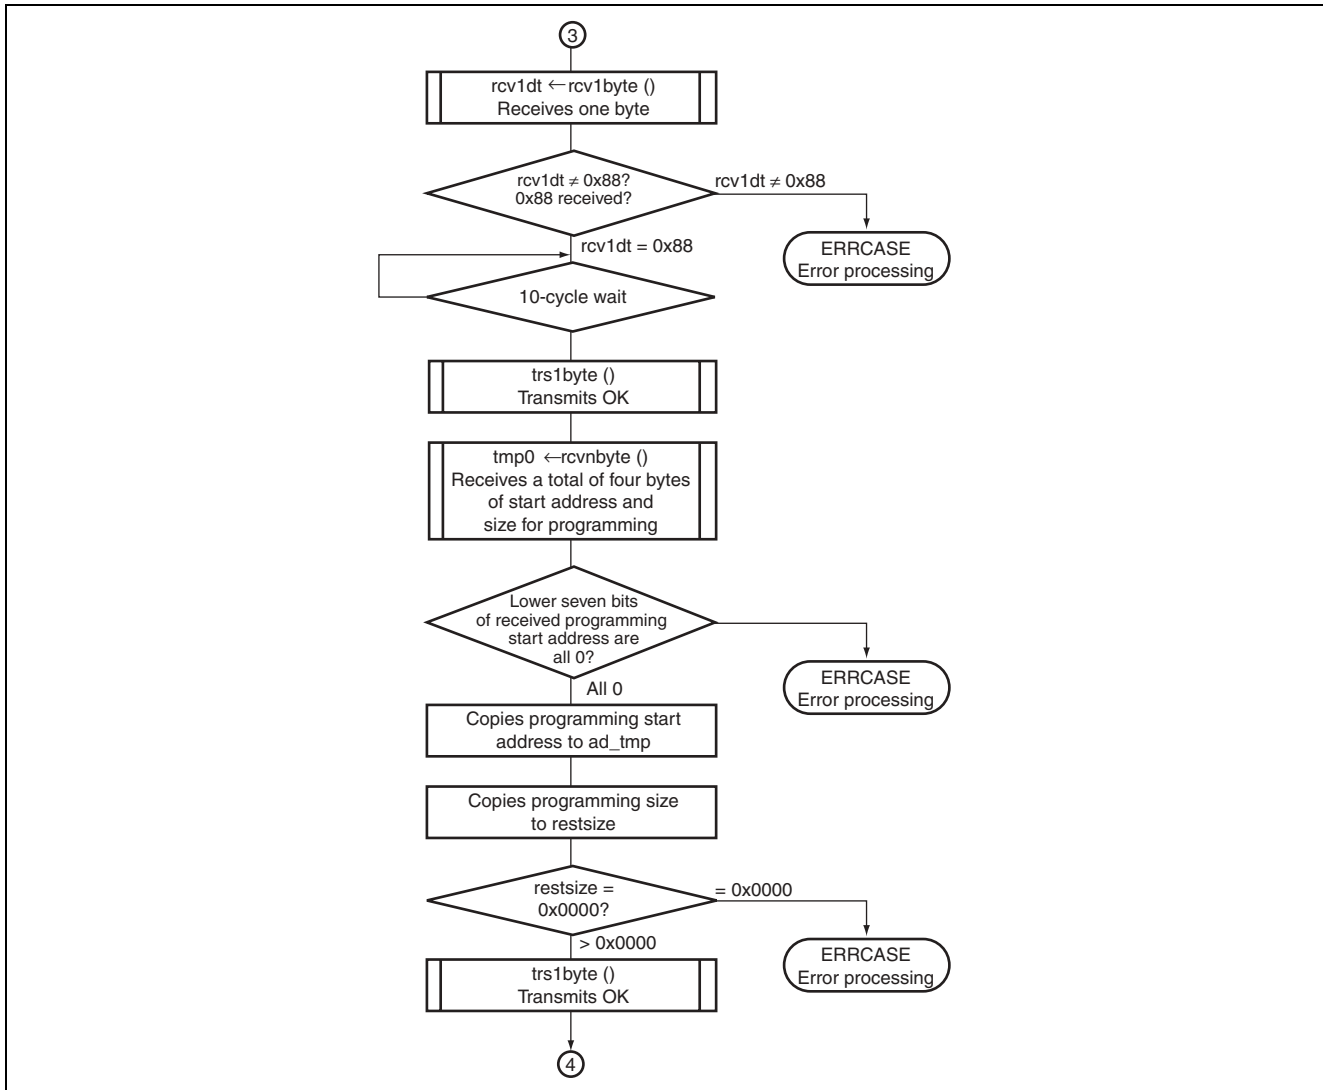 3
rcv1dt ←rcv1byte ()
Receives one byte
rcv1dt ≠ 0x88?
0x88 received?
rcv1dt ≠ 0x88
ERRCASE
Error processing
rcv1dt = 0x88
10-cycle wait
trs1byte ()
Transmits OK
tmp0 ←rcvnbyte ()
Receives a total of four bytes
of start address and
size for programming
Lower seven bits
of received programming
start address are
all 0?
ERRCASE
Error processing
All 0
Copies programming start
address to ad_tmp
Copies programming size
to restsize
restsize =
0x0000?
= 0x0000
ERRCASE
Error processing
> 0x0000
trs1byte ()
Transmits OK
4